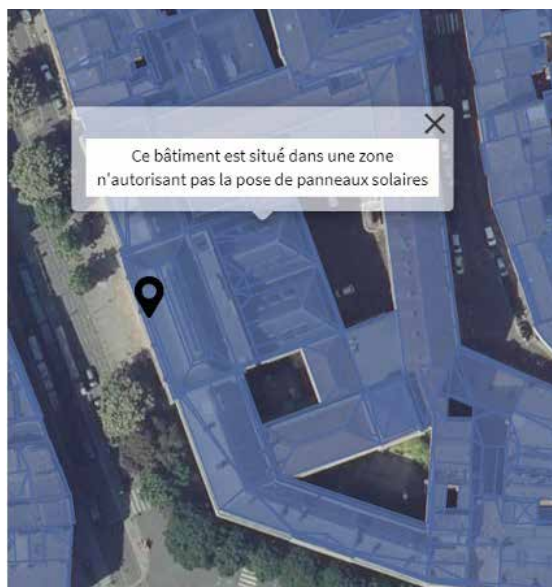 Ce bâtiment est situé dans une zone
n'autorisant pas la pose de panneaux solaires